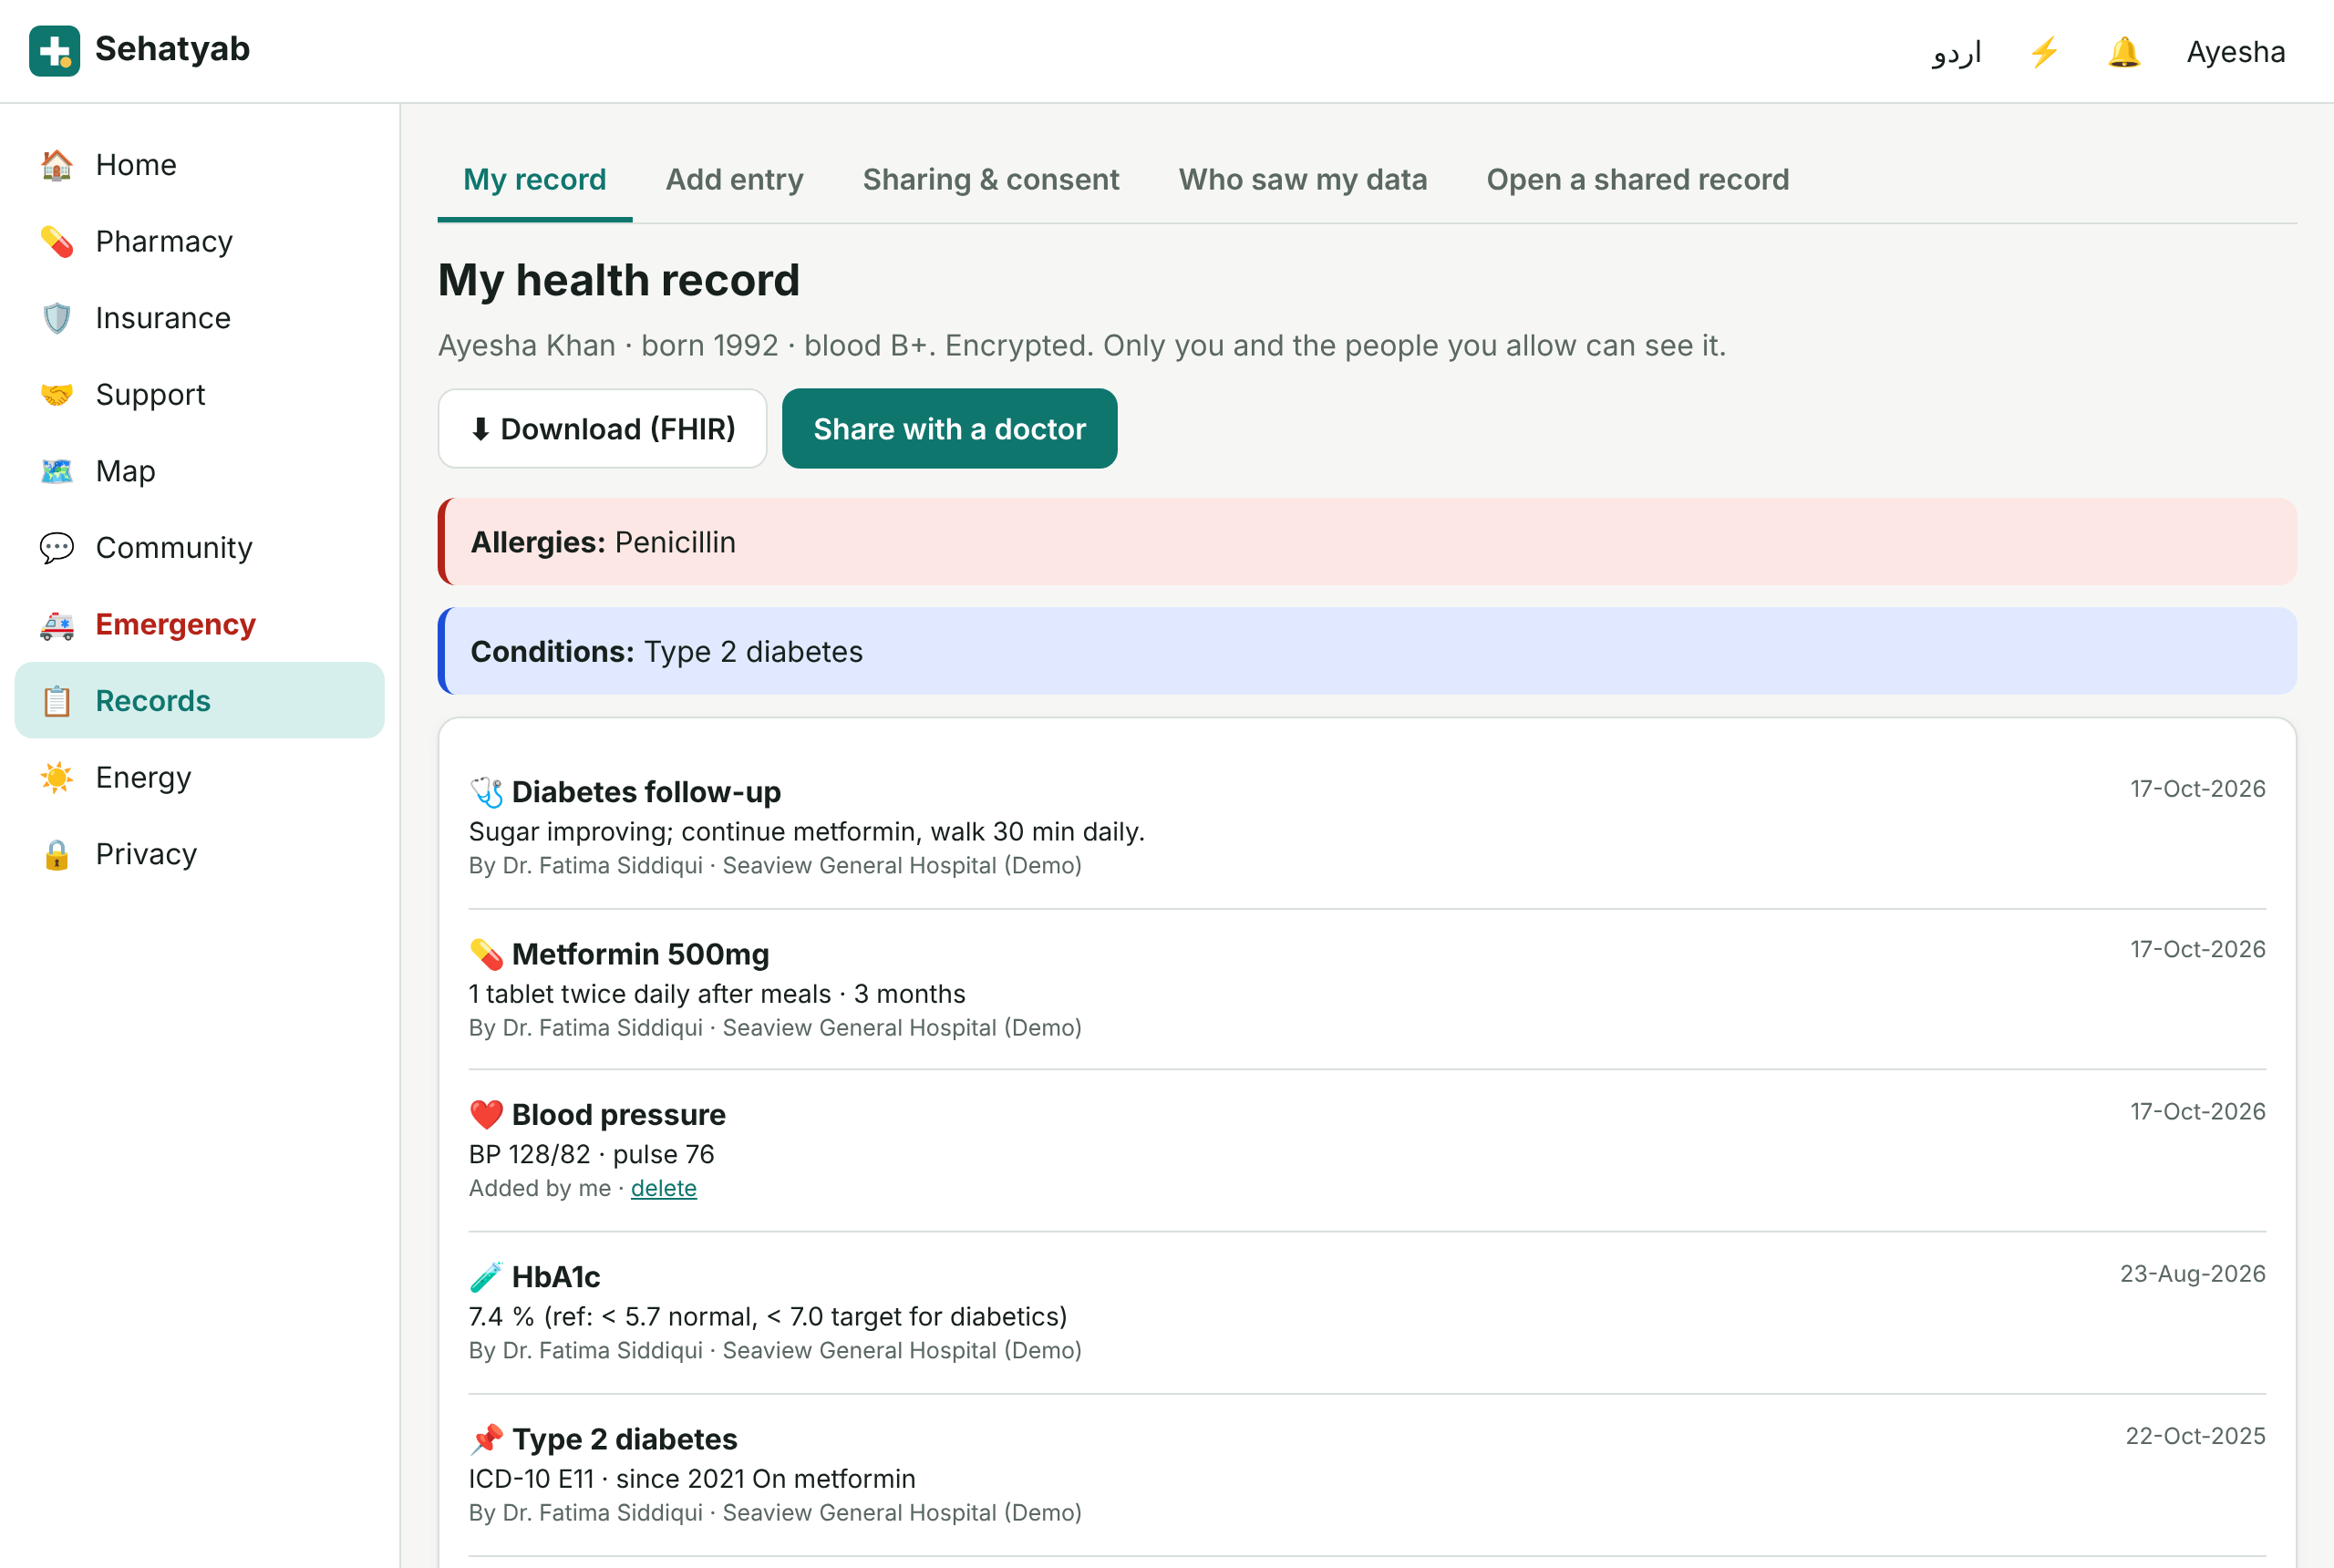 Sehatyab
اردو
Ayesha
Home
Pharmacy
Insurance
Support
Map
Community
Emergency
Records
Energy
Privacy
My record
Add entry
Sharing & consent
Who saw my data
Open a shared record
My health record
Ayesha Khan · born 1992 · blood B+. Encrypted. Only you and the people you allow can see it.
⬇ Download (FHIR)
Share with a doctor
Allergies: Penicillin
Conditions: Type 2 diabetes
Diabetes follow-up
17-Oct-2026
Sugar improving; continue metformin, walk 30 min daily.
By Dr. Fatima Siddiqui · Seaview General Hospital (Demo)
Metformin 500mg
17-Oct-2026
1 tablet twice daily after meals · 3 months
By Dr. Fatima Siddiqui · Seaview General Hospital (Demo)
Blood pressure
17-Oct-2026
BP 128/82 · pulse 76
Added by me · delete
HbA1c
23-Aug-2026
7.4 % (ref: < 5.7 normal, < 7.0 target for diabetics)
By Dr. Fatima Siddiqui · Seaview General Hospital (Demo)
Type 2 diabetes
22-Oct-2025
ICD-10 E11 · since 2021 On metformin
By Dr. Fatima Siddiqui · Seaview General Hospital (Demo)